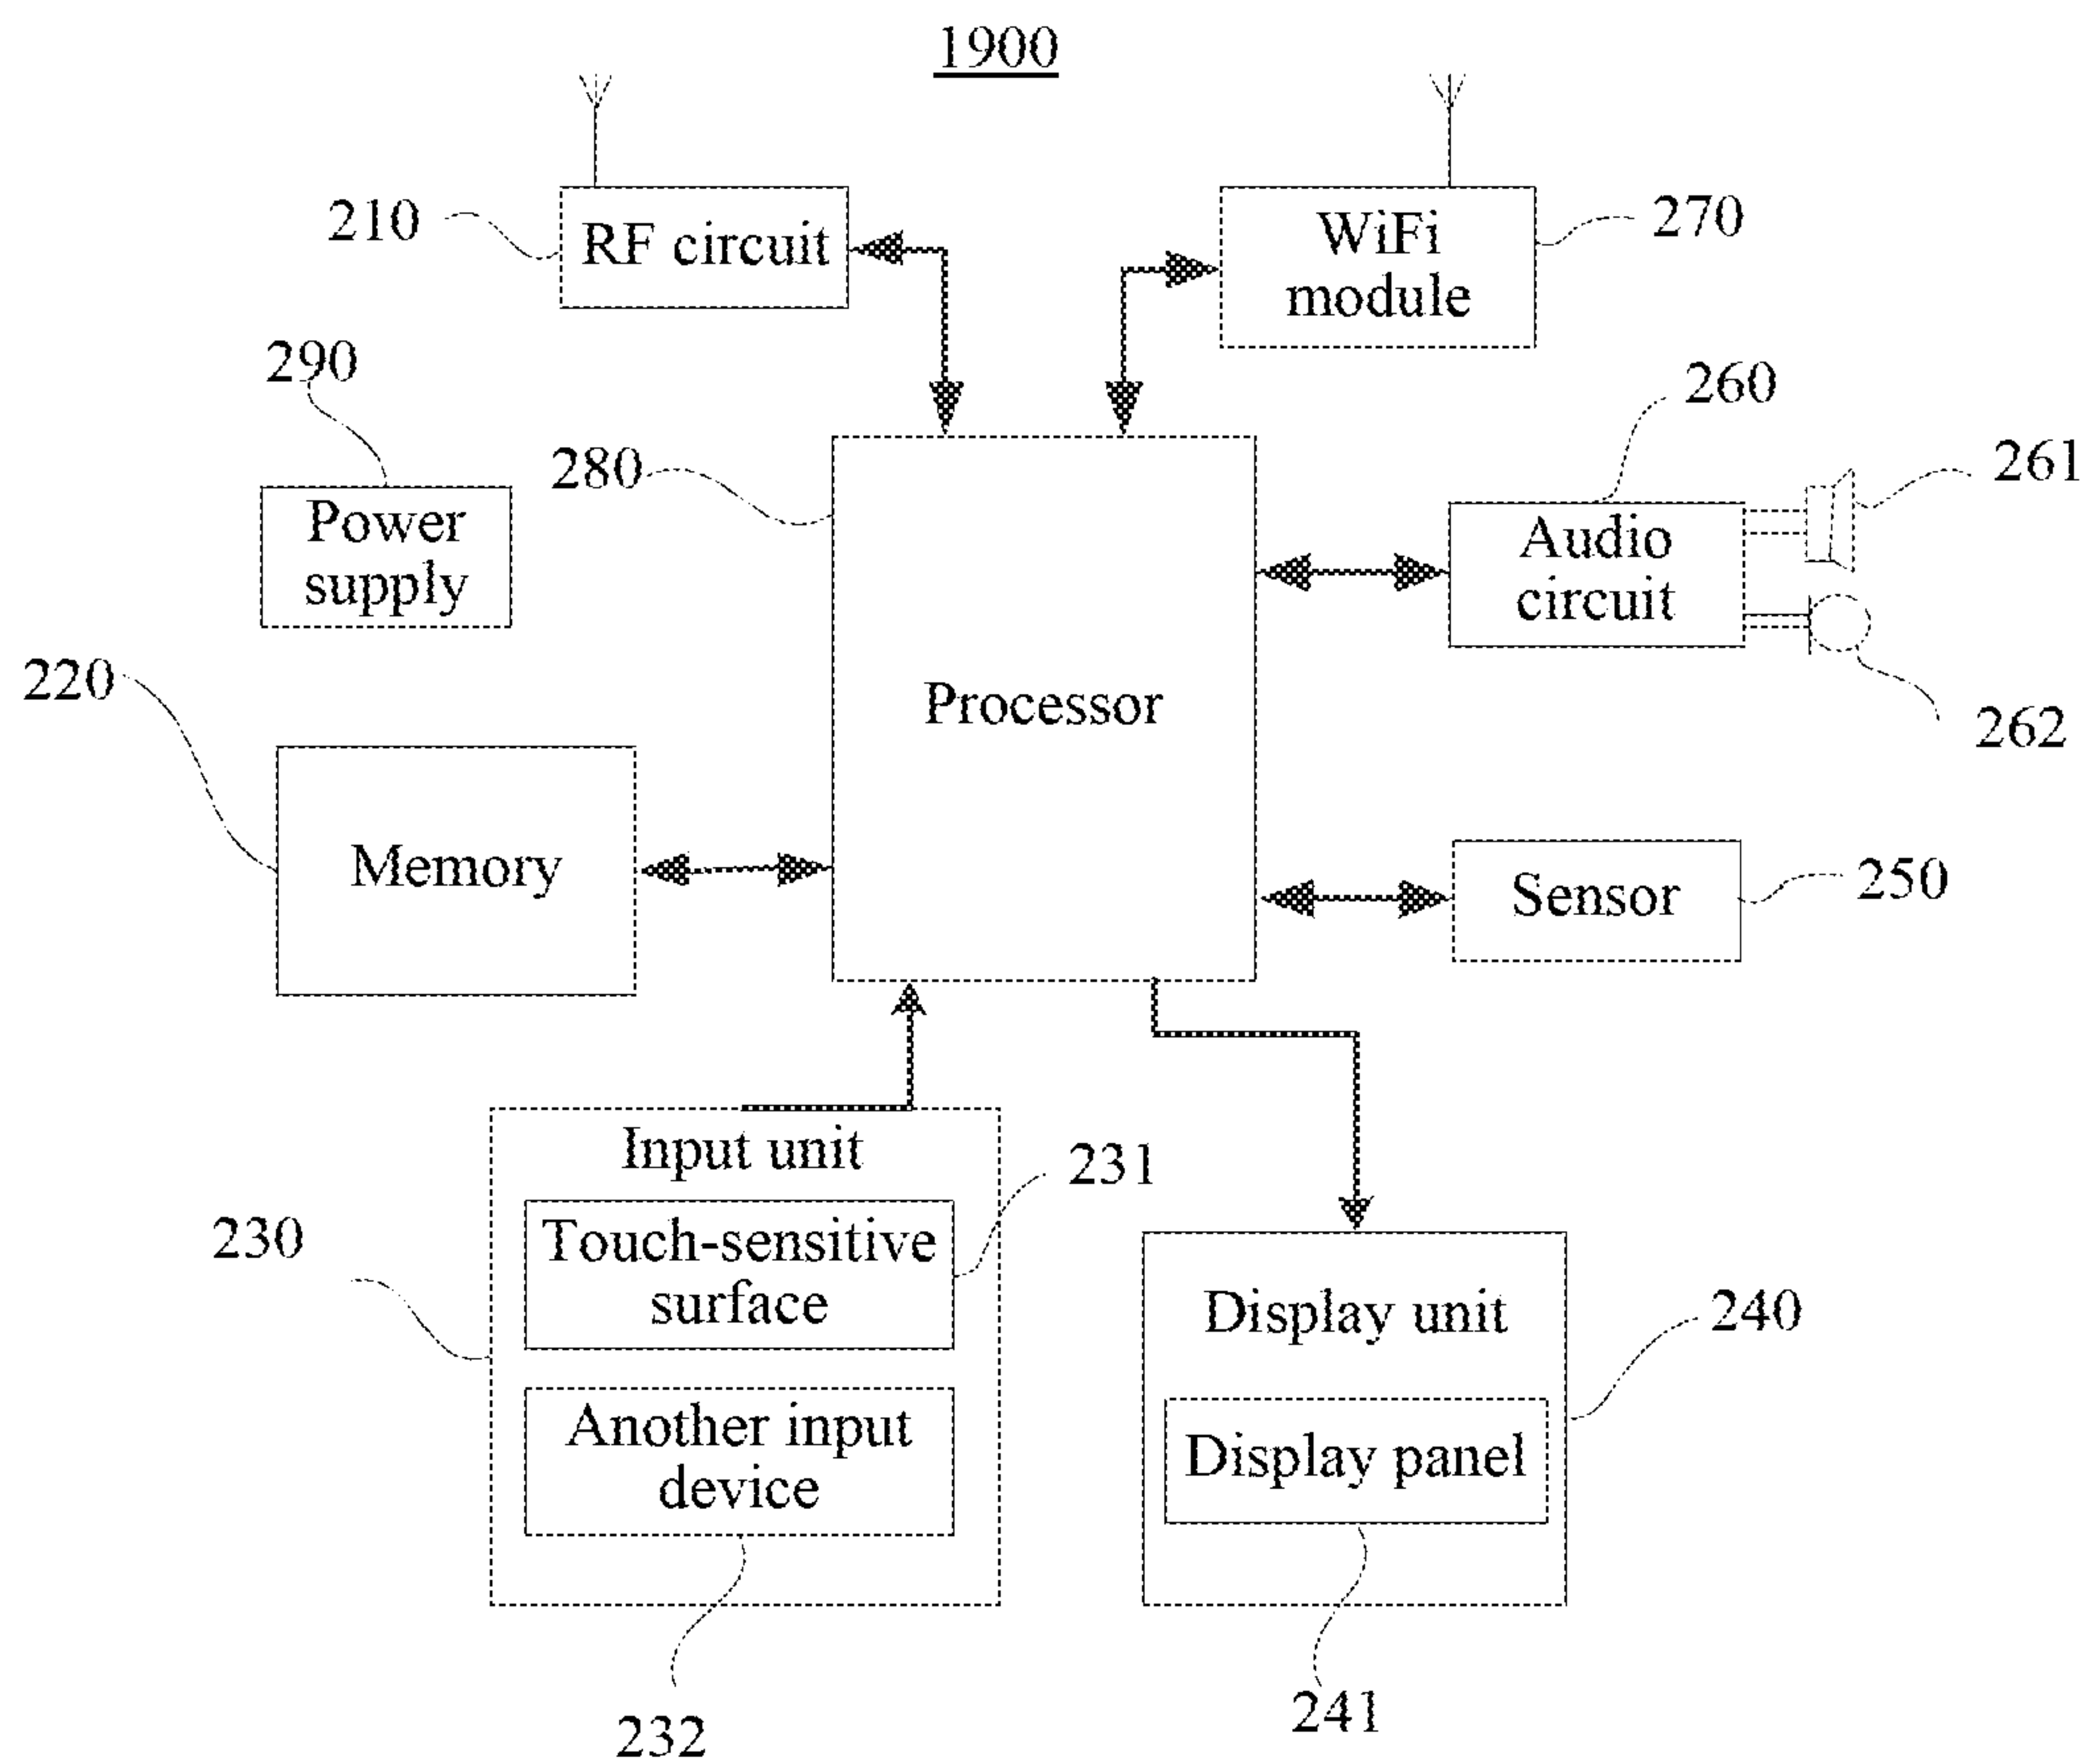 1900
210
RF circuit
WiFi
module
270
290
260
280
261
Power
supply
Audio
circuit
220
Processor
262
Memory
Sensor
250
Input unit
231
230
Touch-sensitive
surface
Display unit
240
Another input
device
Display panel
232
241